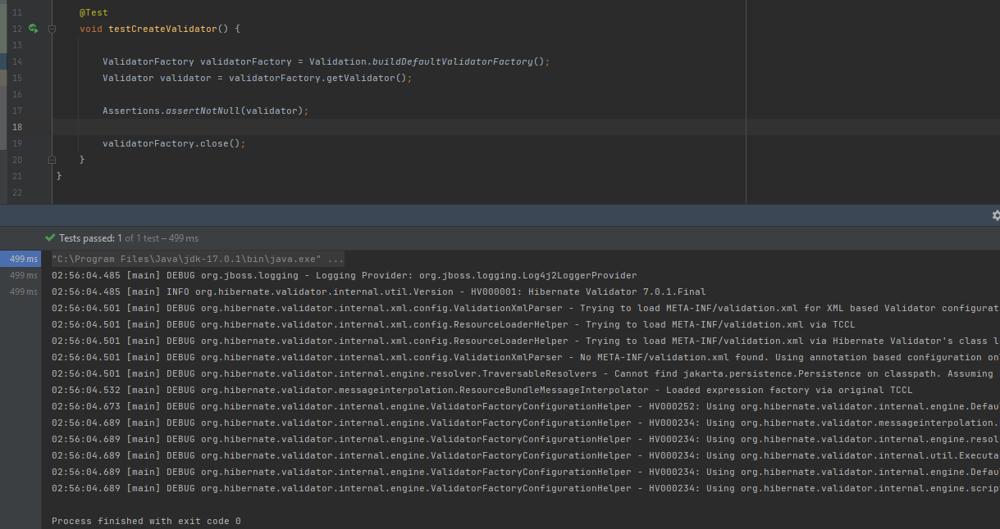 11 @Test
12 void testCreateValidator() {
13
14 ValidatorFactory validatorFactory = Validation.buildDefaultValidatorFactory();
15 Validator validator = validatorFactory.getValidator();
16
17 Assertions.assertNotNull(validator);
18
19 validatorFactory.close();
20 }
21 }
22
Tests passed: 1 of 1 test – 499 ms
499 ms "C:\Program Files\Java\jdk-17.0.1\bin\java.exe" ...
499 ms 02:56:04.485 [main] DEBUG org.jboss.logging - Logging Provider: org.jboss.logging.Log4j2LoggerProvider
499 ms 02:56:04.485 [main] INFO org.hibernate.validator.internal.util.Version - HV000001: Hibernate Validator 7.0.1.Final
02:56:04.501 [main] DEBUG org.hibernate.validator.internal.xml.config.ValidationXmlParser - Trying to load META-INF/validation.xml for XML based Validator configurat
02:56:04.501 [main] DEBUG org.hibernate.validator.internal.xml.config.ResourceLoaderHelper - Trying to load META-INF/validation.xml via TCCL
02:56:04.501 [main] DEBUG org.hibernate.validator.internal.xml.config.ResourceLoaderHelper - Trying to load META-INF/validation.xml via Hibernate Validator's class l
02:56:04.501 [main] DEBUG org.hibernate.validator.internal.xml.config.ValidationXmlParser - No META-INF/validation.xml found. Using annotation based configuration on
02:56:04.501 [main] DEBUG org.hibernate.validator.internal.engine.resolver.TraversableResolvers - Cannot find jakarta.persistence.Persistence on classpath. Assuming
02:56:04.532 [main] DEBUG org.hibernate.validator.messageinterpolation.ResourceBundleMessageInterpolator - Loaded expression factory via original TCCL
02:56:04.673 [main] DEBUG org.hibernate.validator.internal.engine.ValidatorFactoryConfigurationHelper - HV000252: Using org.hibernate.validator.internal.engine.Defau
02:56:04.689 [main] DEBUG org.hibernate.validator.internal.engine.ValidatorFactoryConfigurationHelper - HV000234: Using org.hibernate.validator.messageinterpolation.
02:56:04.689 [main] DEBUG org.hibernate.validator.internal.engine.ValidatorFactoryConfigurationHelper - HV000234: Using org.hibernate.validator.internal.engine.resol
02:56:04.689 [main] DEBUG org.hibernate.validator.internal.engine.ValidatorFactoryConfigurationHelper - HV000234: Using org.hibernate.validator.internal.util.Executa
02:56:04.689 [main] DEBUG org.hibernate.validator.internal.engine.ValidatorFactoryConfigurationHelper - HV000234: Using org.hibernate.validator.internal.engine.Defau
02:56:04.689 [main] DEBUG org.hibernate.validator.internal.engine.ValidatorFactoryConfigurationHelper - HV000234: Using org.hibernate.validator.internal.engine.scrip
Process finished with exit code 0